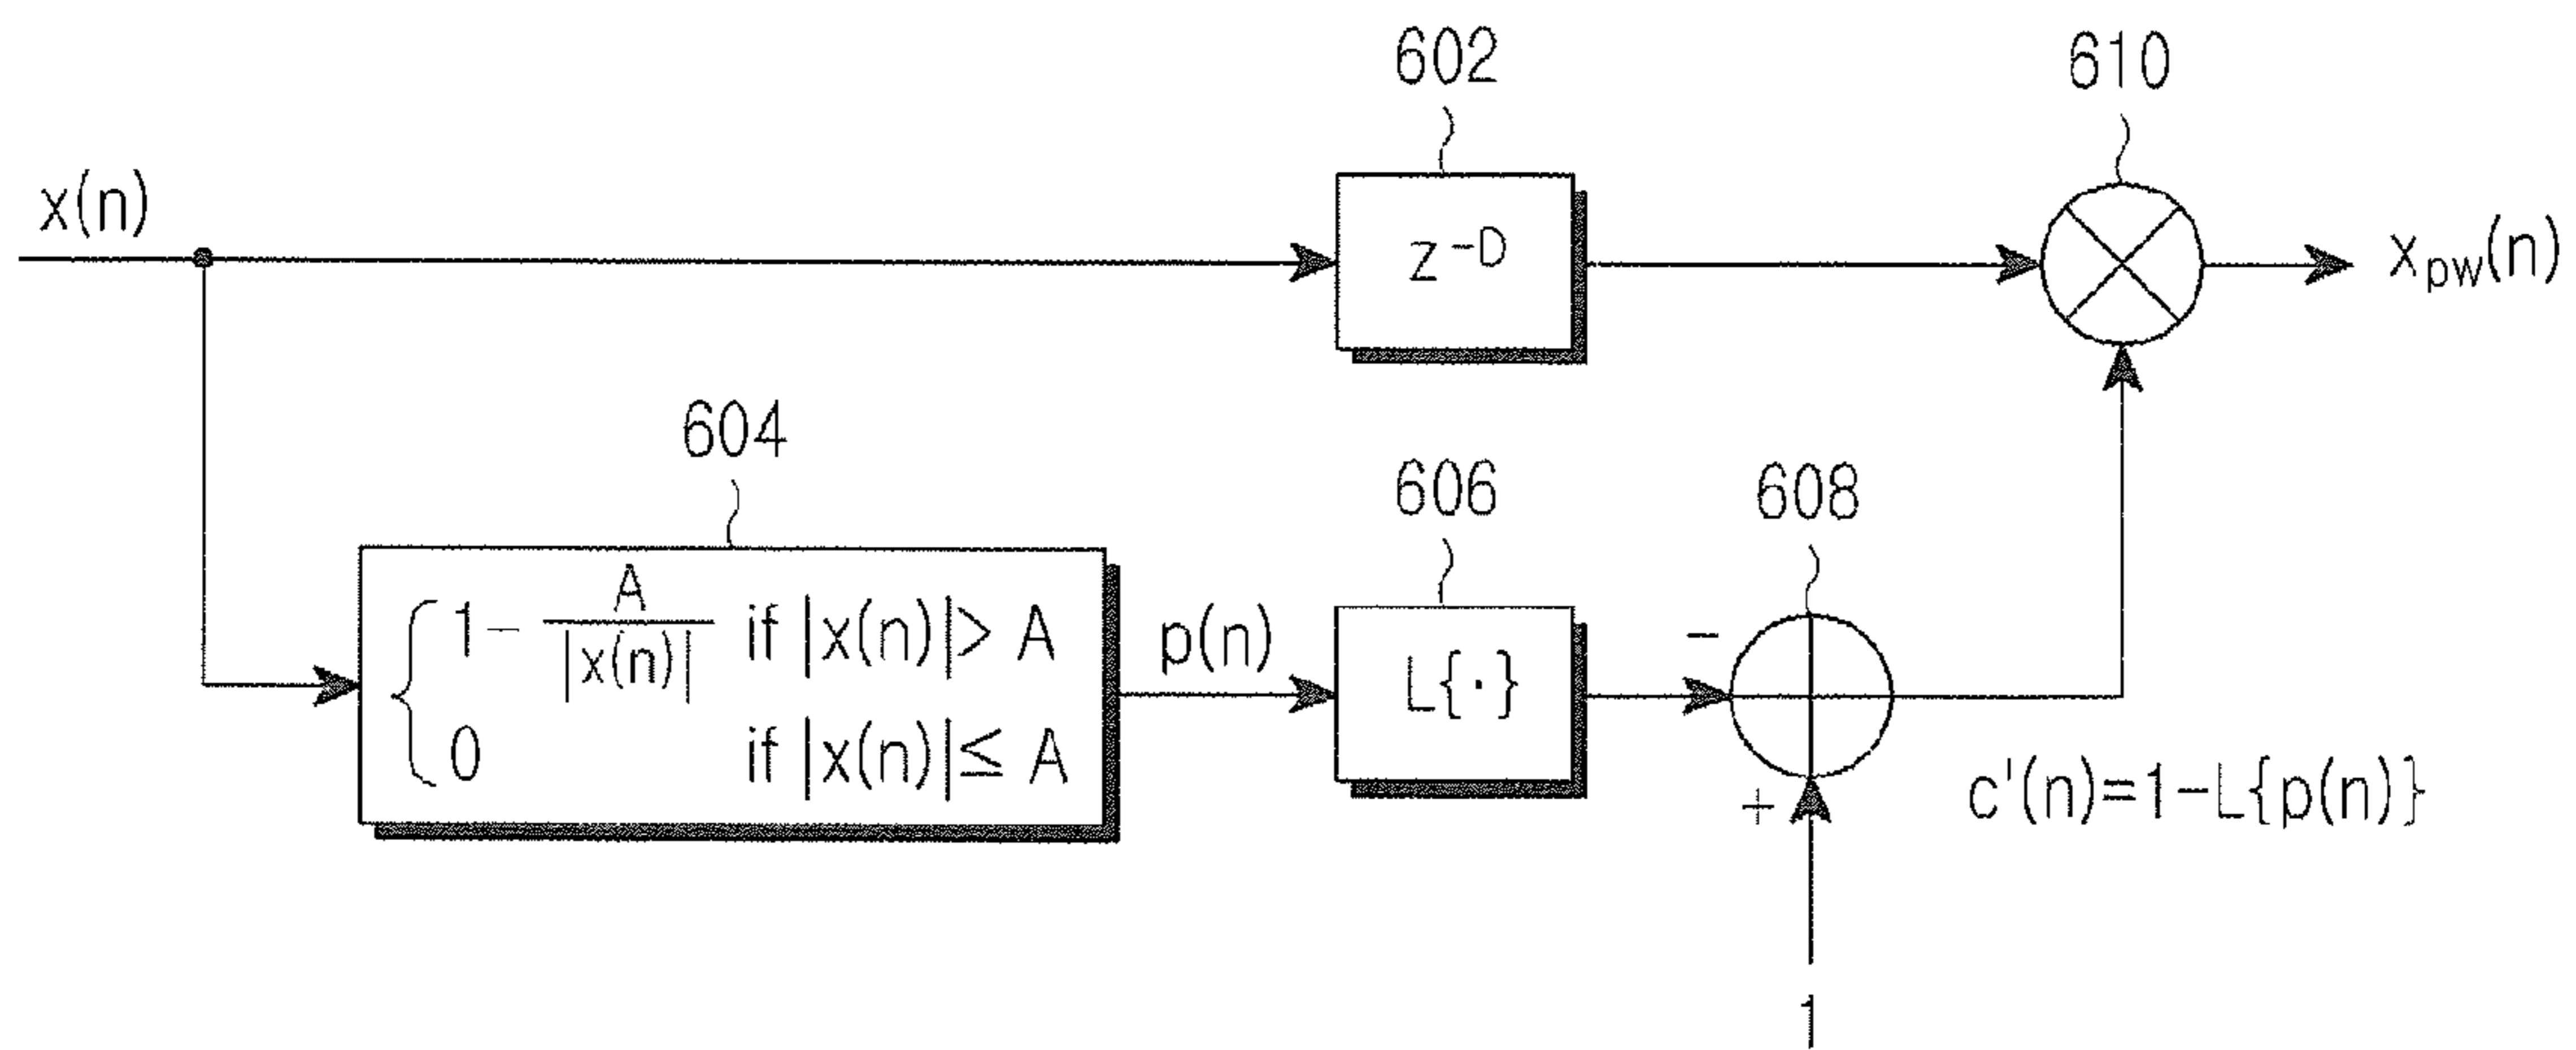 602
610
x(n)
z^-D
x_pw(n)
604
606
608
1 - A/|x(n)| if |x(n)| > A
0 if |x(n)| ≤ A
p(n)
L{·}
-
+
c'(n)=1-L{p(n)}
1